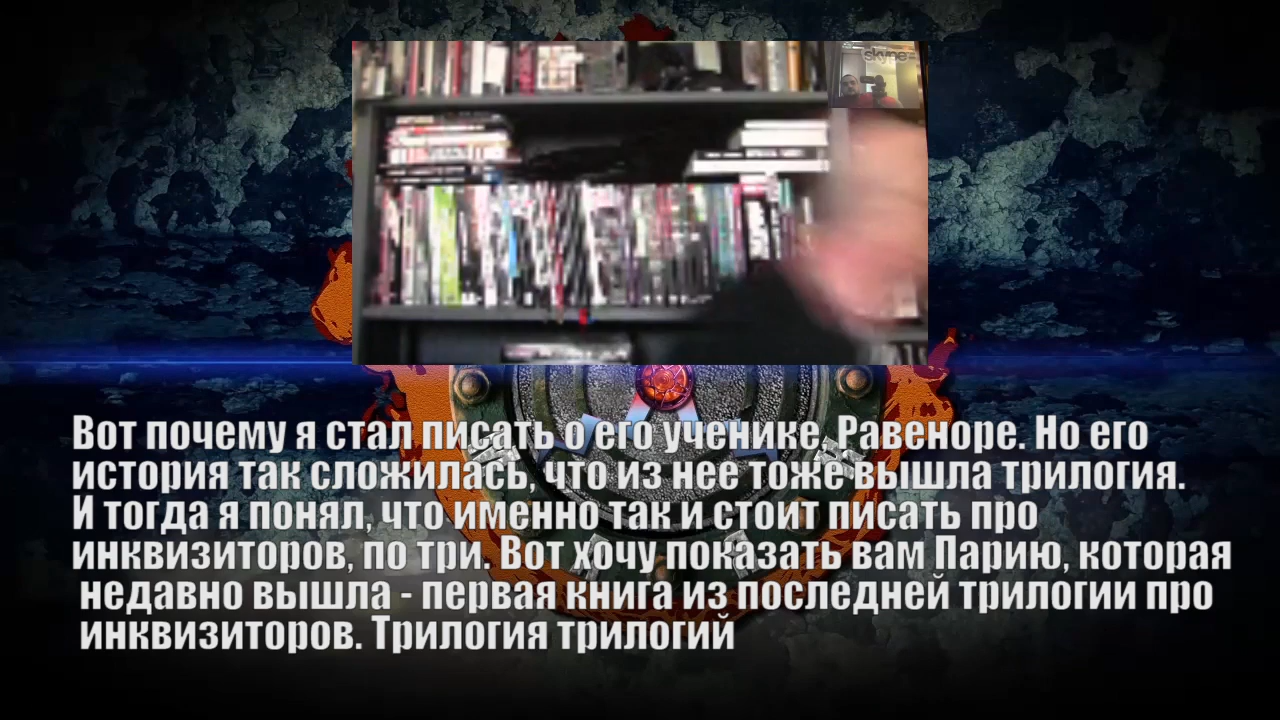 skype
Вот почему я стал писать о его ученике, Равеноре. Но его
история так сложилась, что из нее тоже вышла трилогия.
И тогда я понял, что именно так и стоит писать про
инквизиторов, по три. Вот хочу показать вам Парию, которая
недавно вышла - первая книга из последней трилогии про
инквизиторов. Трилогия трилогий